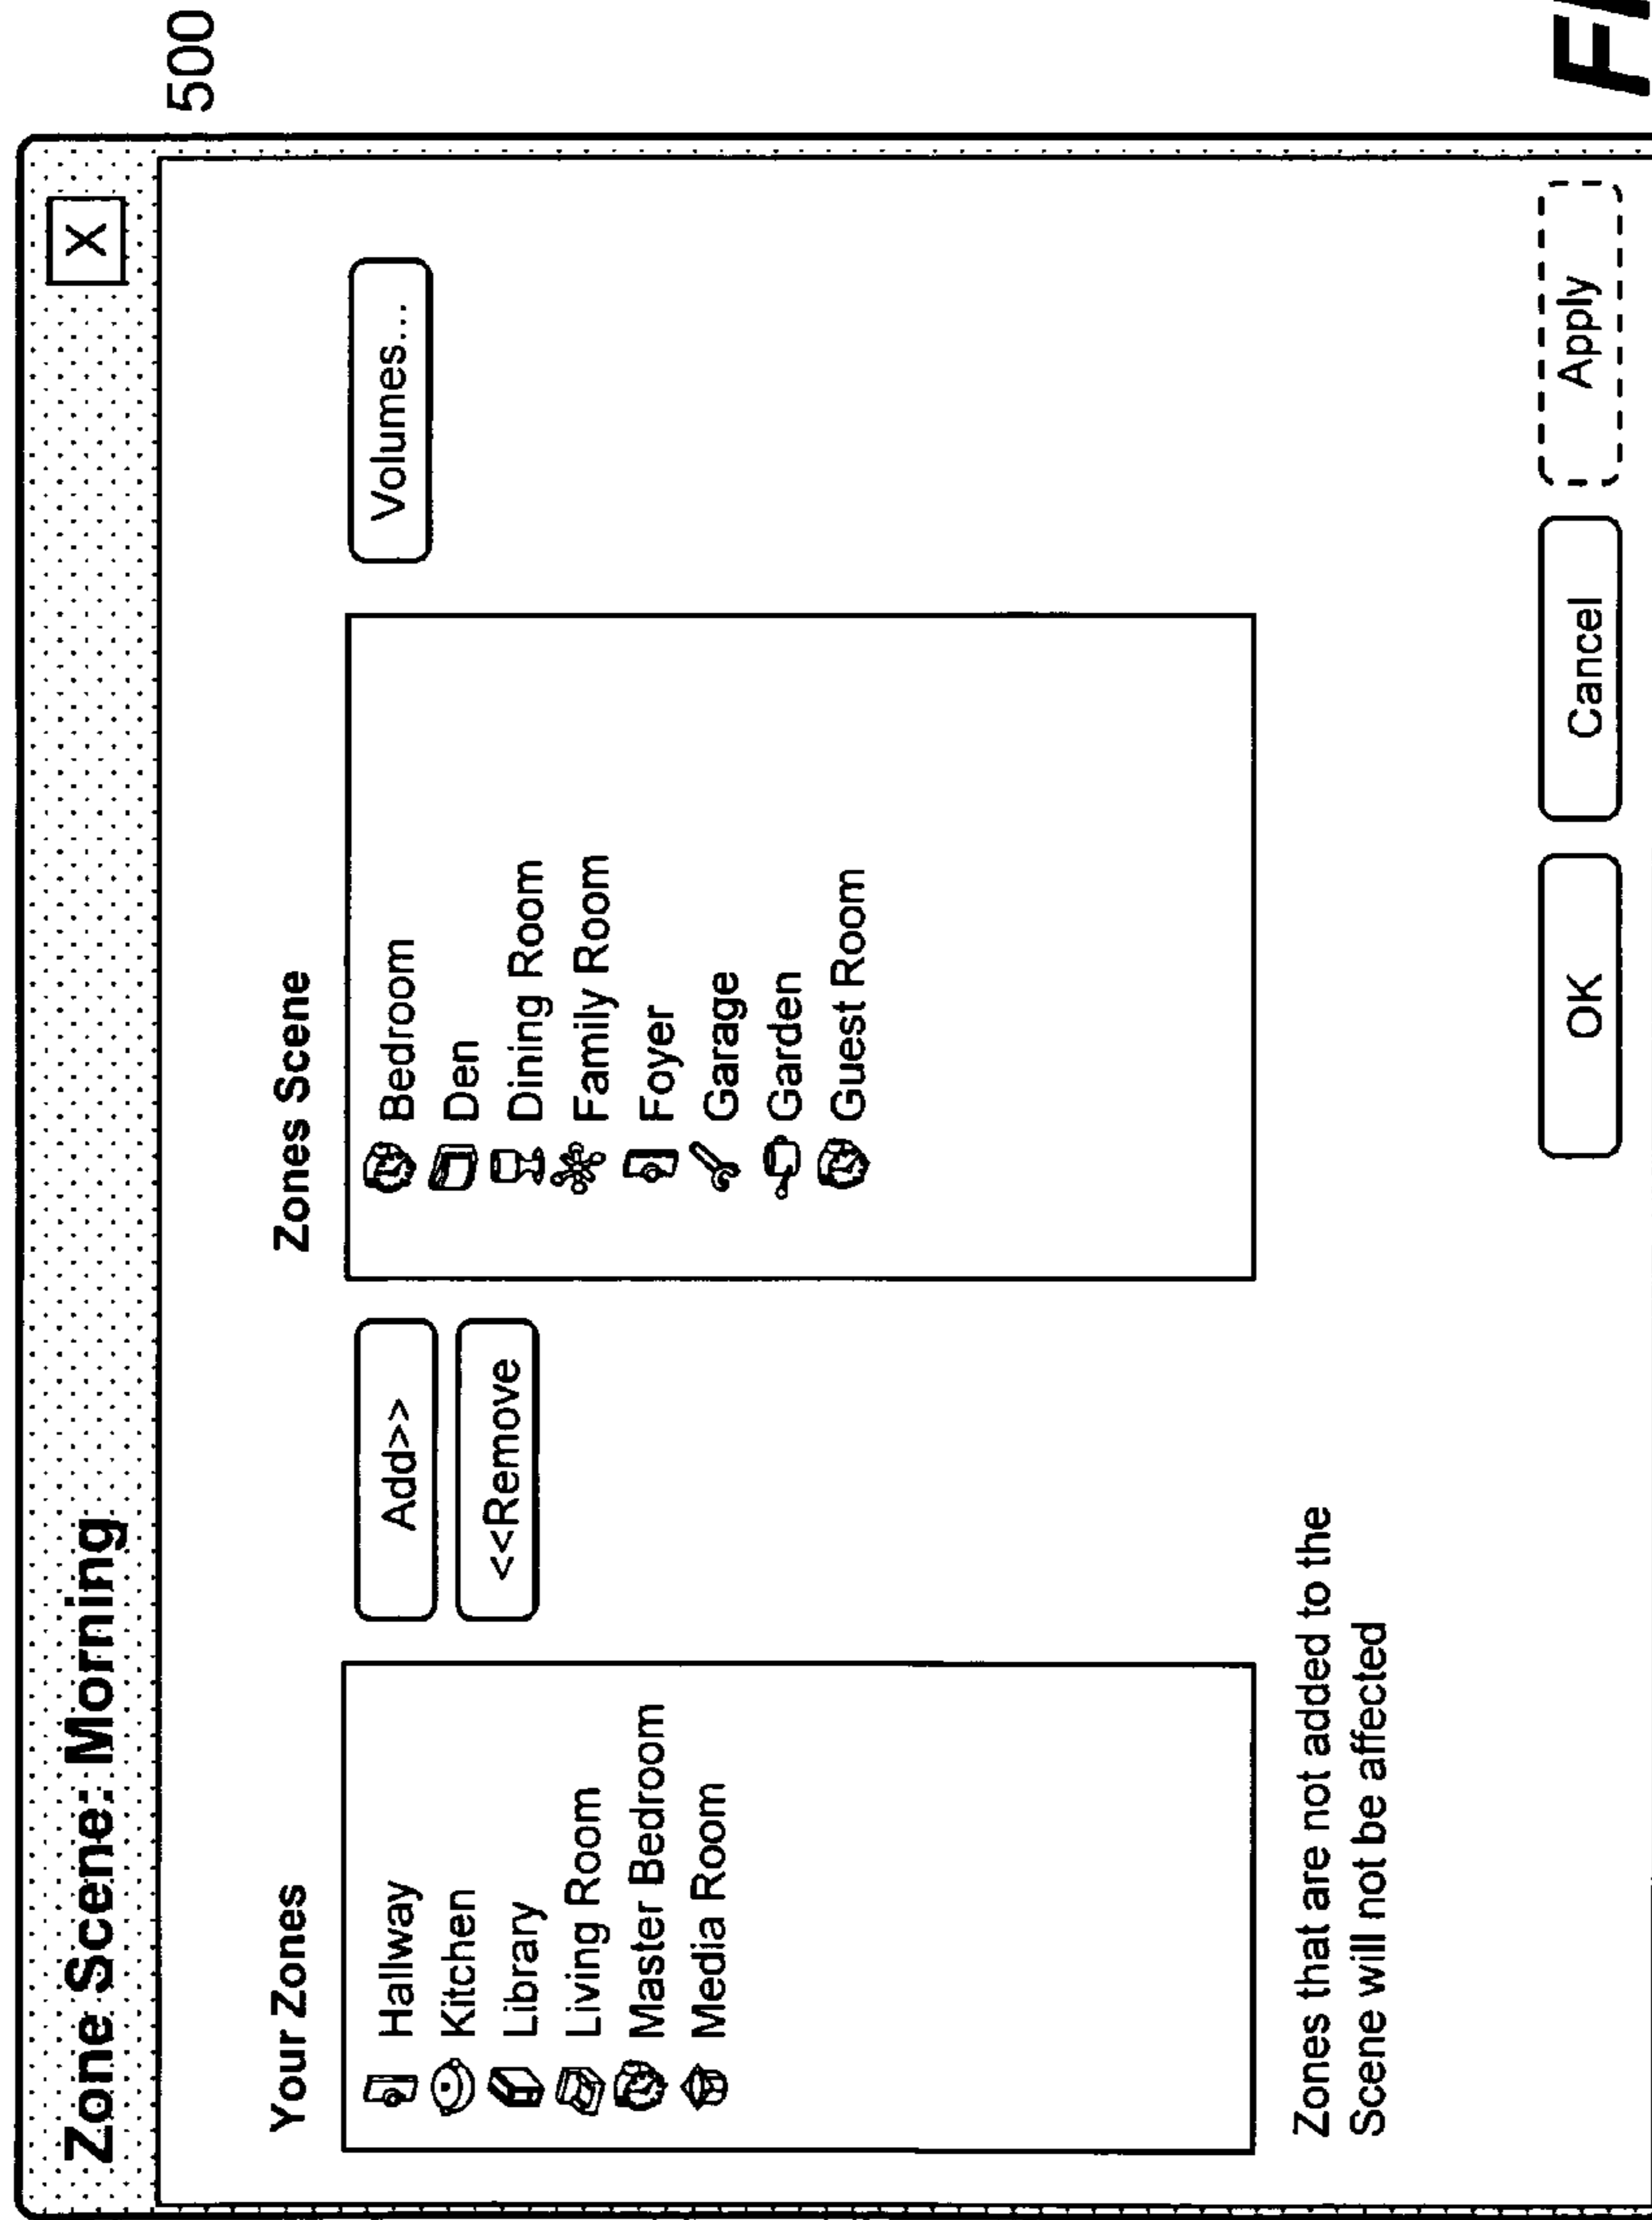 Zone Scene: Morning
X
500
Your Zones
Hallway
Kitchen
Library
Living Room
Master Bedroom
Media Room
Add>>
<<Remove
Zones Scene
Bedroom
Den
Dining Room
Family Room
Foyer
Garage
Garden
Guest Room
Volumes...
Zones that are not added to the
Scene will not be affected
OK
Cancel
Apply